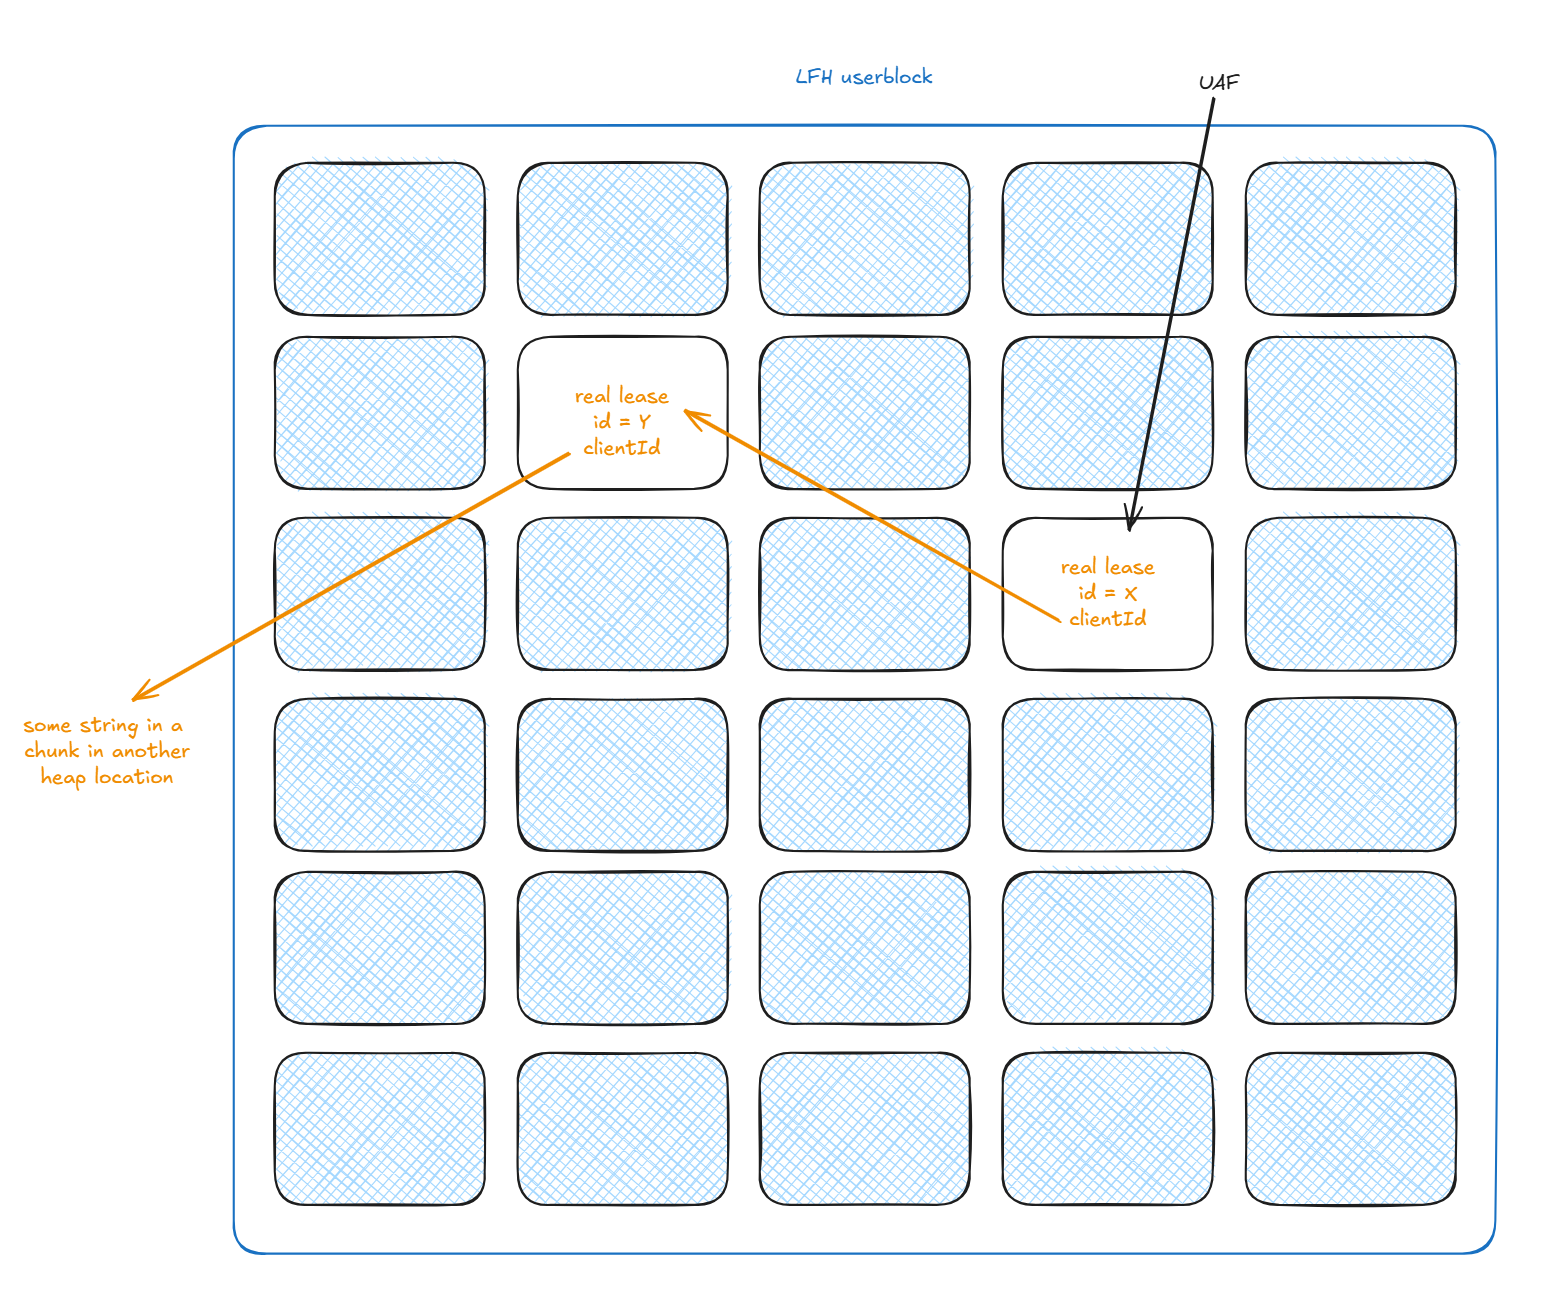 LFH userblock
UAF
real lease
id = Y
clientId
real lease
id = X
clientId
some string in a
chunk in another
heap location